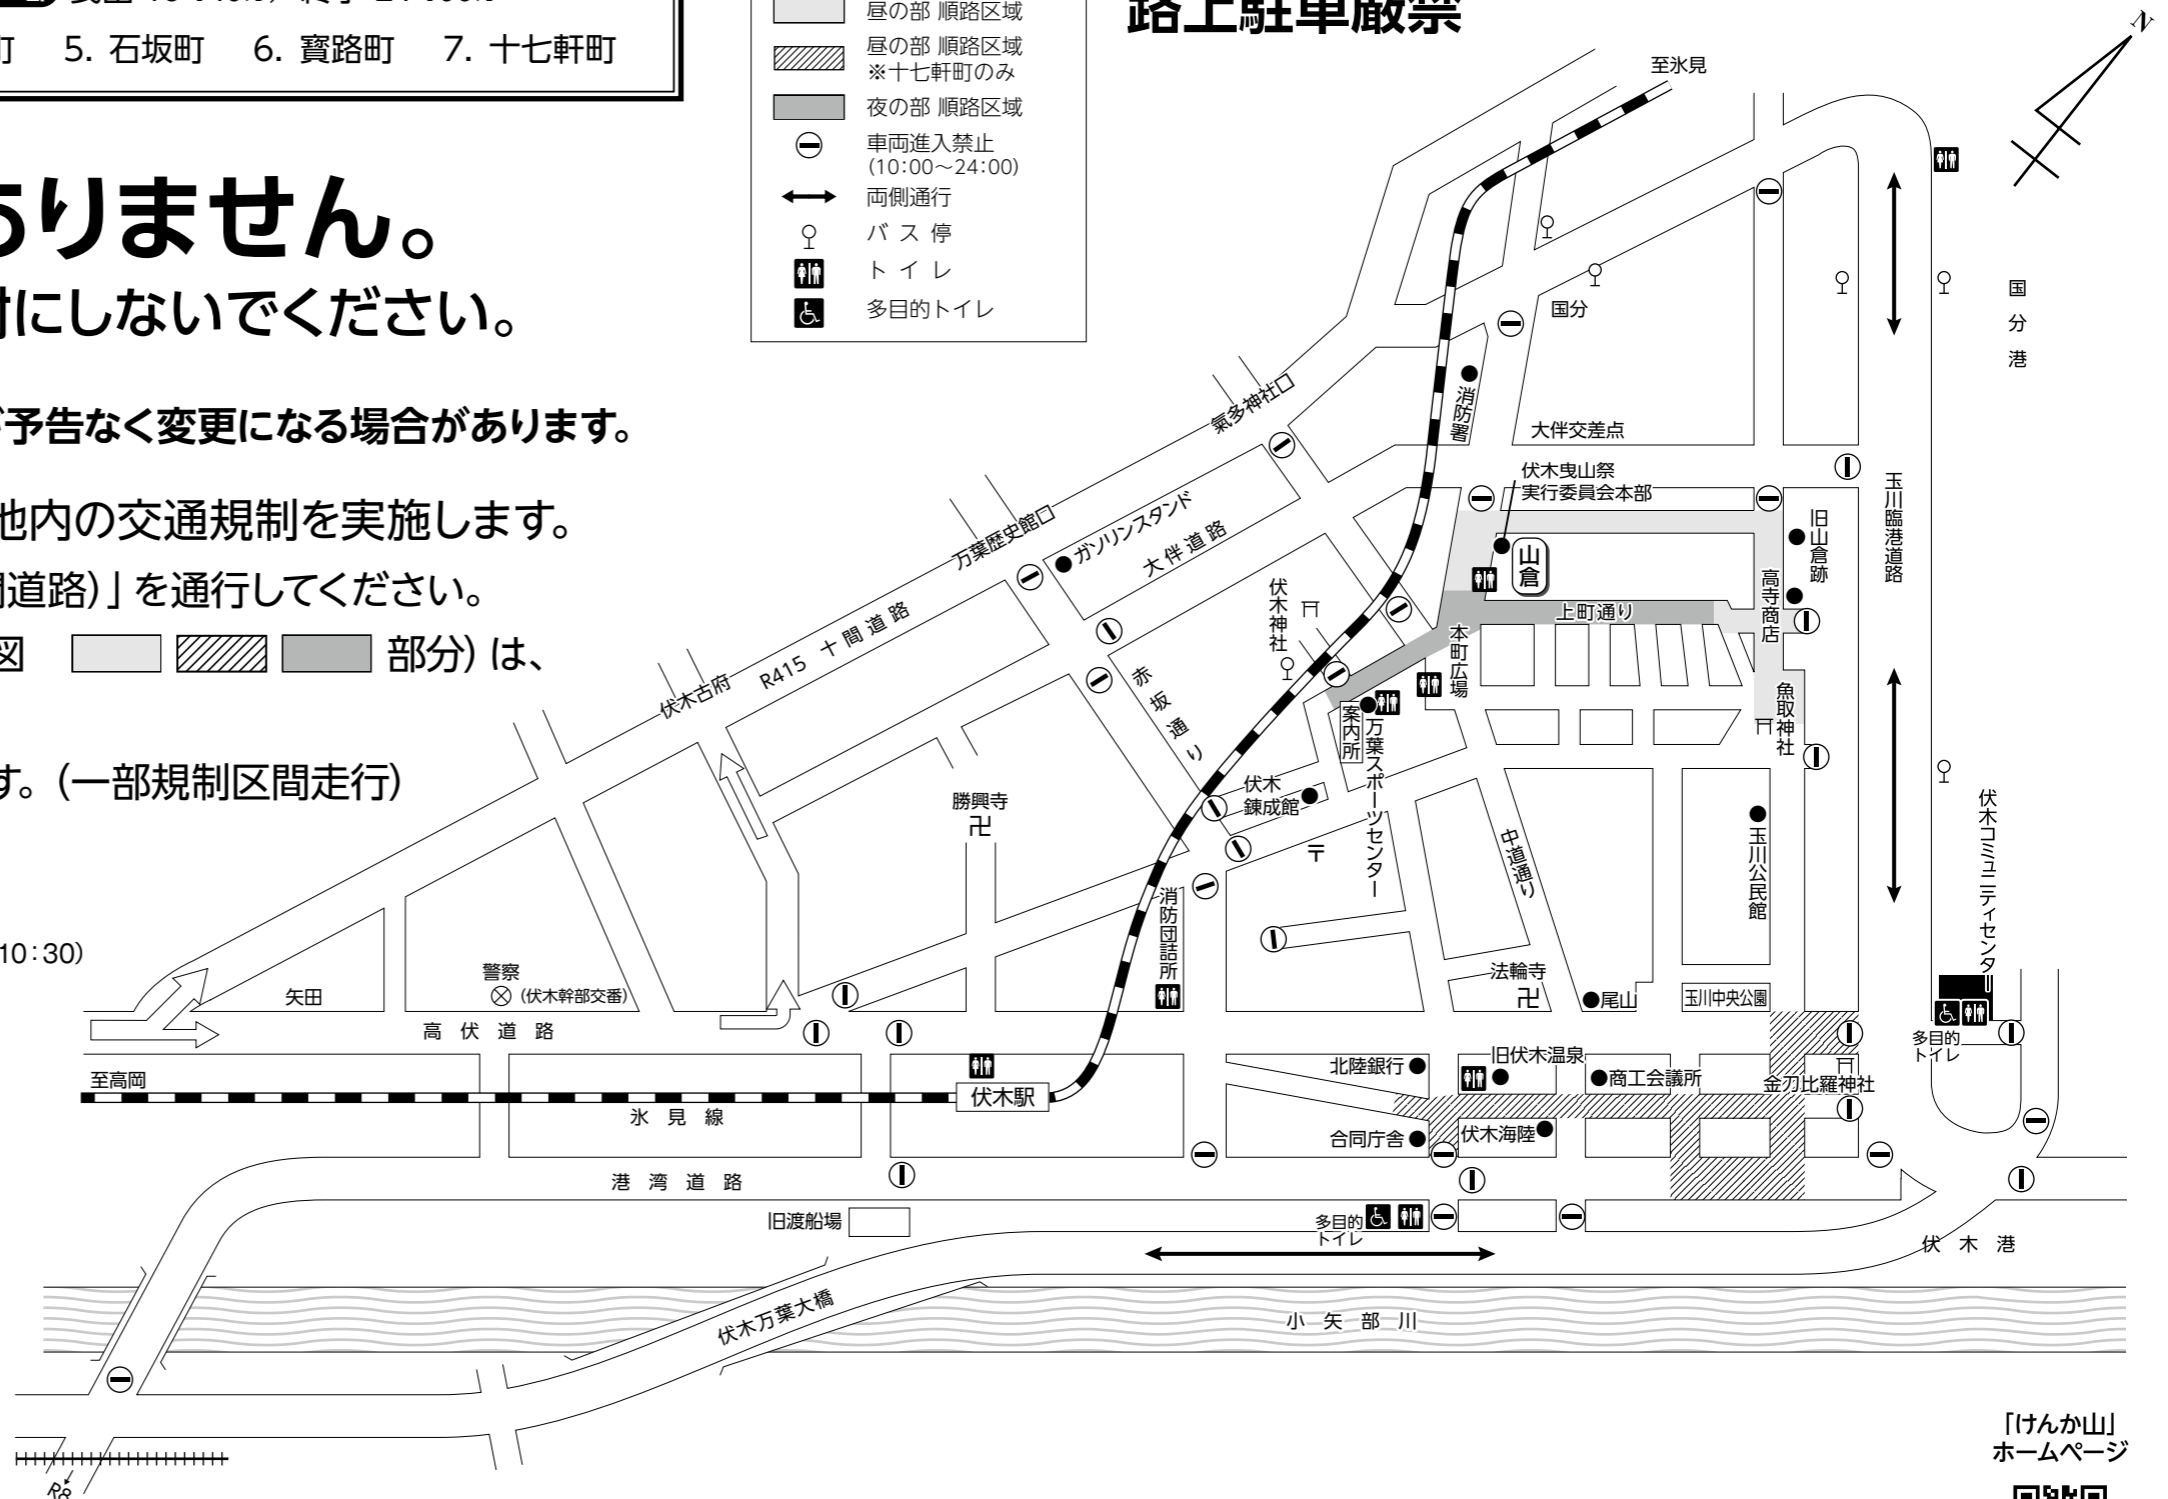 町 5. 石坂町 6. 寳路町 7. 十七軒町
ありません。
にしないでください。
予告なく変更になる場合があります。
池内の交通規制を実施します。
間道路)」を通行してください。
図 部分)は、
す。(一部規制区間走行)
10:30)
昼の部 順路区域
昼の部 順路区域
※十七軒町のみ
夜の部 順路区域
車両進入禁止
(10:00〜24:00)
両側通行
バス停
トイレ
多目的トイレ
路上駐車厳禁
N
至氷見
国分
国分港
消防署
大伴交差点
氣多神社口
伏木曳山祭
実行委員会本部
山倉
旧山倉跡
玉川臨港道路
万葉歴史館口
ガソリンスタンド
大伴道路
高寺商店
上町通り
伏木神社
本町広場
R415 十間道路
伏木古府
赤坂通り
魚取神社
案内所
万葉スポーツセンター
伏木
錬成館
〒
勝興寺
卍
中道通り
玉川公民館
伏木コミュニティセンター
消防団詰所
警察
(伏木幹部交番)
矢田
高伏道路
法輪寺
卍
尾山
玉川中央公園
多目的
トイレ
至高岡
伏木駅
氷見線
北陸銀行
旧伏木温泉
商工会議所
金刀比羅神社
合同庁舎
伏木海陸
港湾道路
旧渡船場
多目的
トイレ
伏木港
伏木万葉大橋
小矢部川
R8
「けんか山」
ホームページ